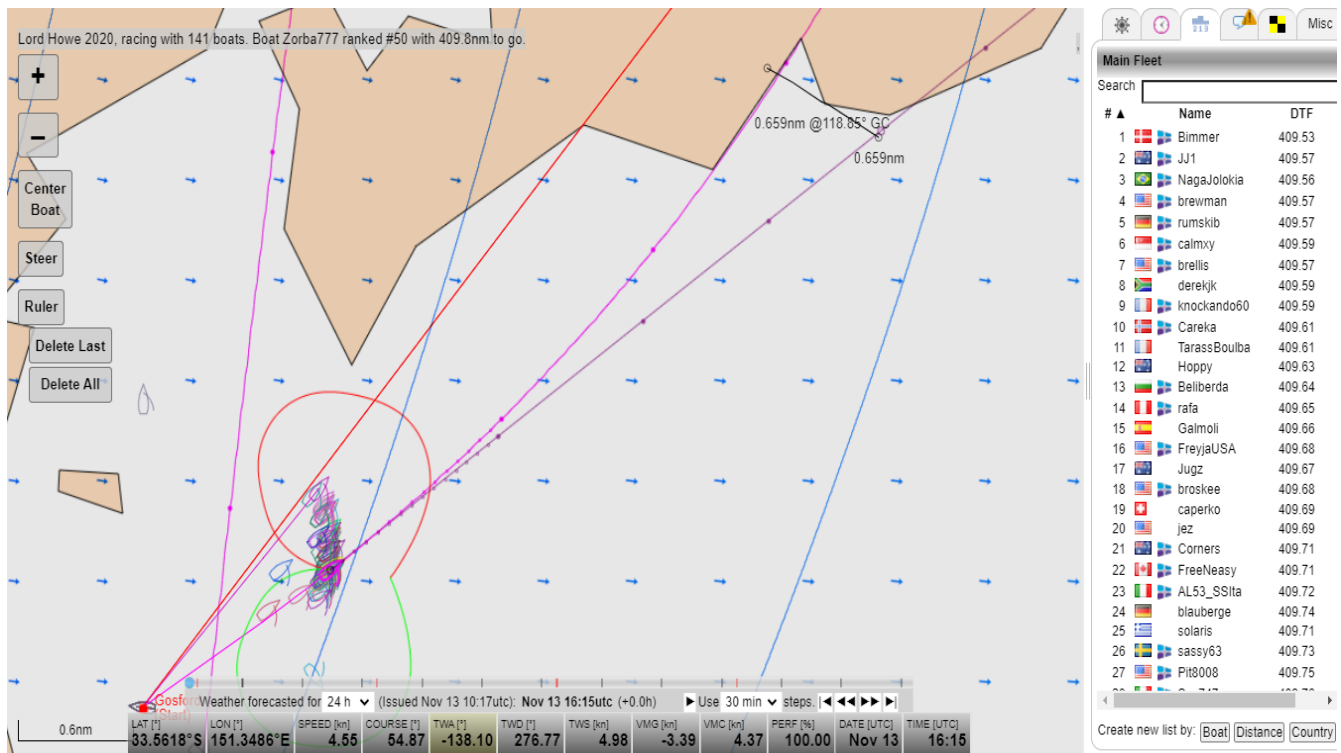 Lord Howe 2020, racing with 141 boats. Boat Zorba777 ranked #50 with 409.8nm to go.
+
−
Center
Boat
Steer
Ruler
Delete Last
Delete All
0.659nm @118.85° GC
0.659nm
Gosford
(Start)
0.6nm
Weather forecasted for 24 h (Issued Nov 13 10:17utc): Nov 13 16:15utc (+0.0h) Use 30 min steps.
LAT [°] LON [°] SPEED [kn] COURSE [°] TWA [°] TWD [°] TWS [kn] VMG [kn] VMC [kn] PERF [%] DATE [UTC] TIME [UTC]
33.5618°S 151.3486°E 4.55 54.87 -138.10 276.77 4.98 -3.39 4.37 100.00 Nov 13 16:15
Misc
Main Fleet
Search
# ▲ Name DTF
1 Bimmer 409.53
2 JJ1 409.57
3 NagaJolokia 409.56
4 brewman 409.57
5 rumskib 409.57
6 calmxy 409.59
7 brellis 409.57
8 derekjk 409.59
9 knockando60 409.59
10 Careka 409.61
11 TarassBoulba 409.61
12 Hoppy 409.63
13 Beliberda 409.64
14 rafa 409.65
15 Galmoli 409.66
16 FreyjaUSA 409.68
17 Jugz 409.67
18 broskee 409.68
19 caperko 409.69
20 jez 409.69
21 Corners 409.71
22 FreeNeasy 409.71
23 AL53_SSIta 409.72
24 blauberge 409.74
25 solaris 409.71
26 sassy63 409.73
27 Pit8008 409.75
Create new list by: Boat Distance Country